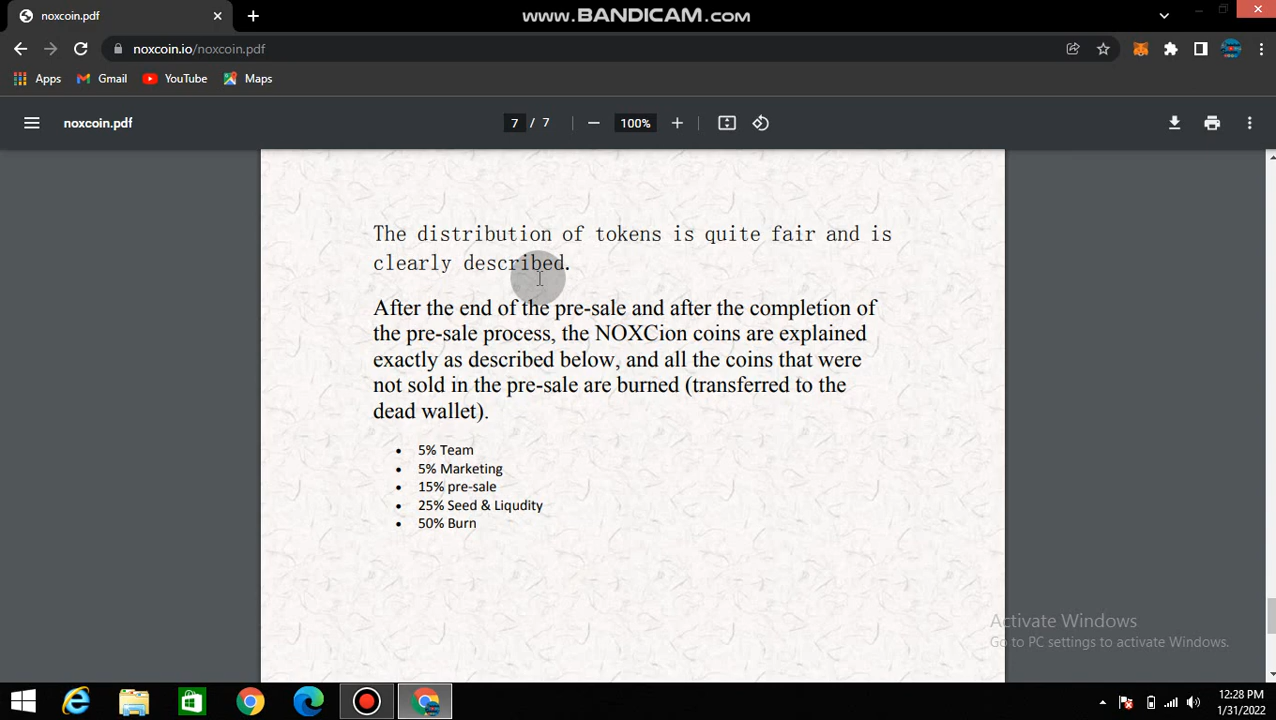 noxcoin.pdf
www.BANDICAM.com
noxcoin.io/noxcoin.pdf
Apps
Gmail
YouTube
Maps
noxcoin.pdf
7 / 7
100%
The distribution of tokens is quite fair and is
clearly described.
After the end of the pre-sale and after the completion of
the pre-sale process, the NOXCion coins are explained
exactly as described below, and all the coins that were
not sold in the pre-sale are burned (transferred to the
dead wallet).
• 5% Team
• 5% Marketing
• 15% pre-sale
• 25% Seed & Liqudity
• 50% Burn
Activate Windows
Go to PC settings to activate Windows.
12:28 PM
1/31/2022